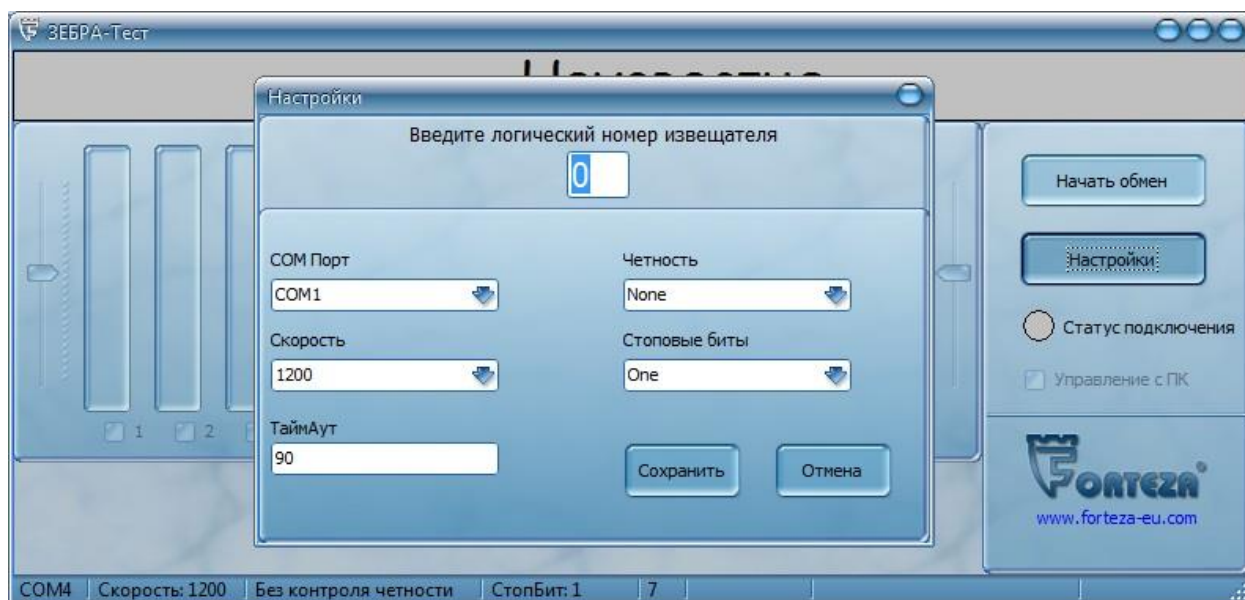 ЗЕБРА-Тест
Настройки
Введите логический номер извещателя
0
COM Порт
COM1
Четность
None
Скорость
1200
Стоповые биты
One
ТаймАут
90
Сохранить
Отмена
1
2
Начать обмен
Настройки
Статус подключения
Управление с ПК
FORTEZA®
www.forteza-eu.com
COM4 Скорость: 1200 Без контроля четности СтопБит: 1 7